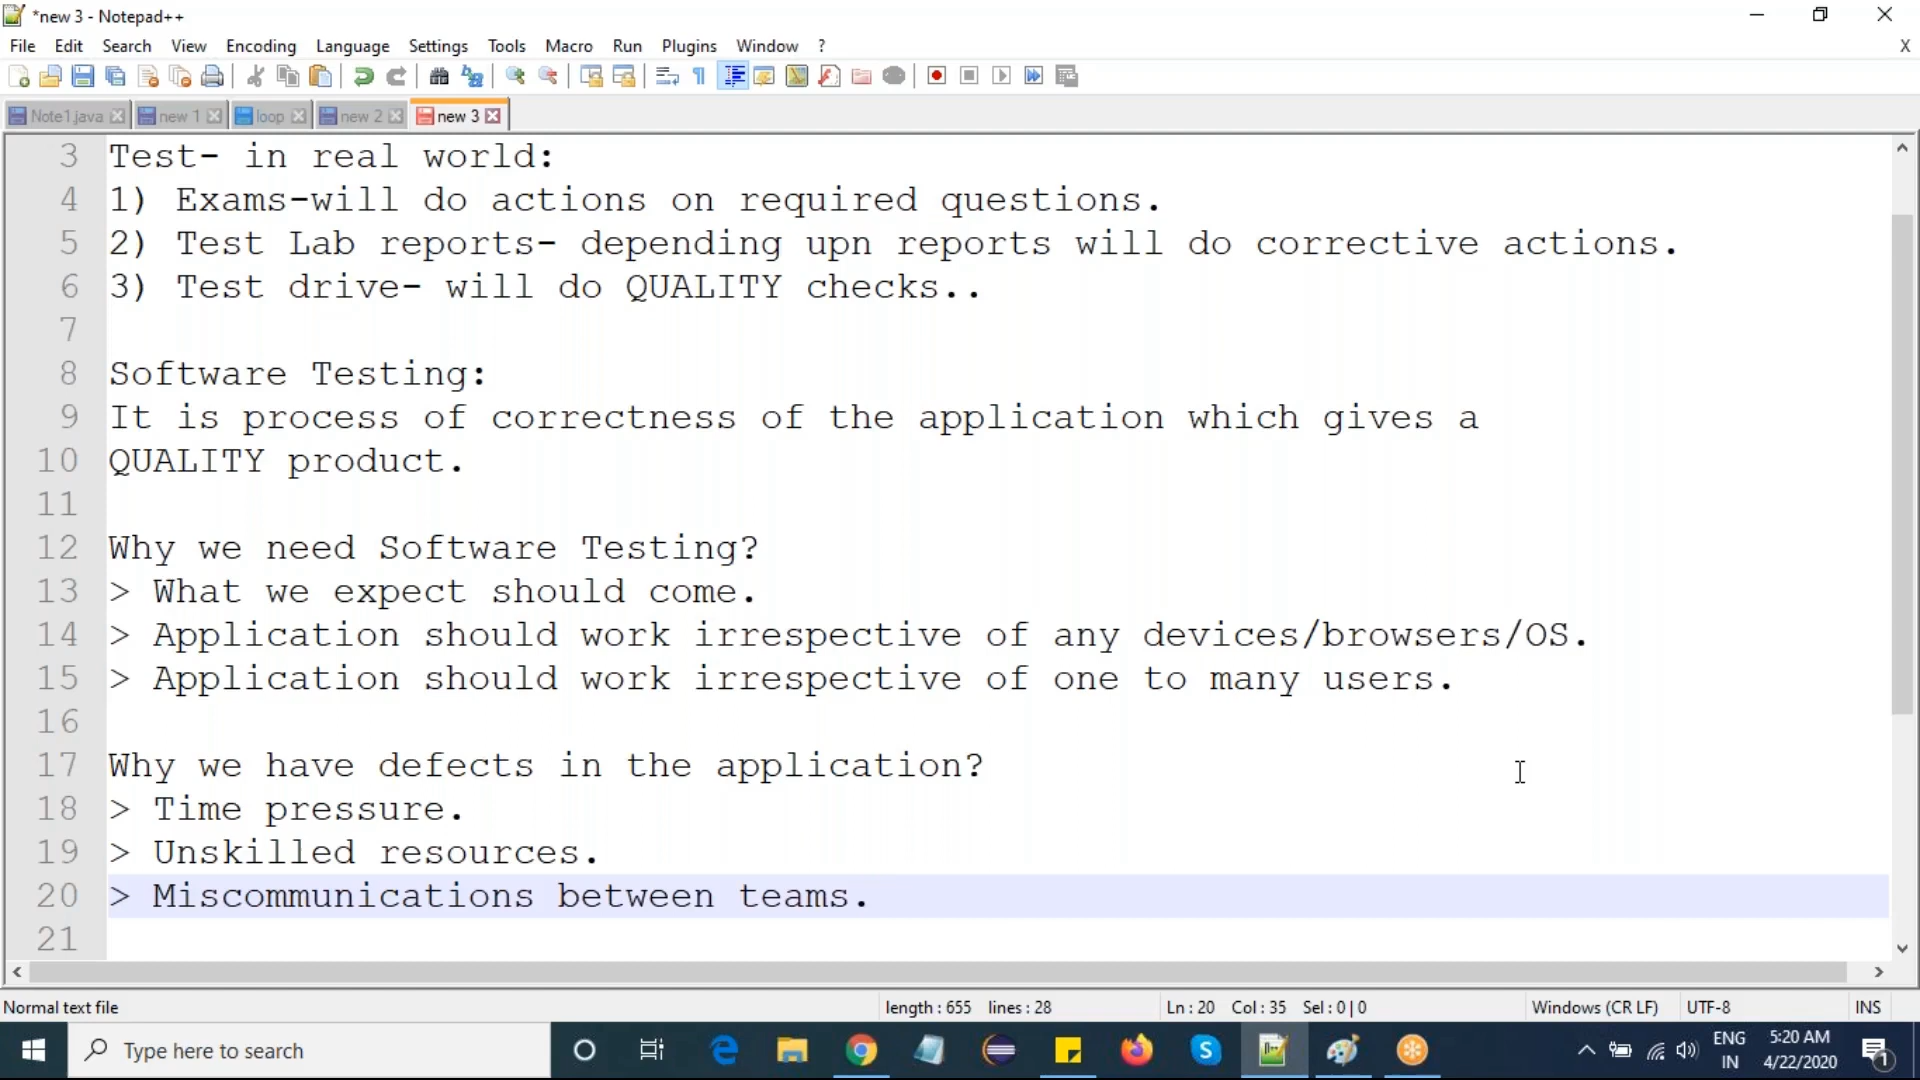 *new 3 - Notepad++
File Edit Search View Encoding Language Settings Tools Macro Run Plugins Window ? X
Note1.java new 1 loop new 2 new 3
3 Test- in real world:
4 1) Exams-will do actions on required questions.
5 2) Test Lab reports- depending upn reports will do corrective actions.
6 3) Test drive- will do QUALITY checks..
7
8 Software Testing:
9 It is process of correctness of the application which gives a
10 QUALITY product.
11
12 Why we need Software Testing?
13 > What we expect should come.
14 > Application should work irrespective of any devices/browsers/OS.
15 > Application should work irrespective of one to many users.
16
17 Why we have defects in the application?
18 > Time pressure.
19 > Unskilled resources.
20 > Miscommunications between teams.
21
Normal text file length : 655 lines : 28 Ln : 20 Col : 35 Sel : 0 | 0 Windows (CR LF) UTF-8 INS
Type here to search
ENG 5:20 AM
IN 4/22/2020